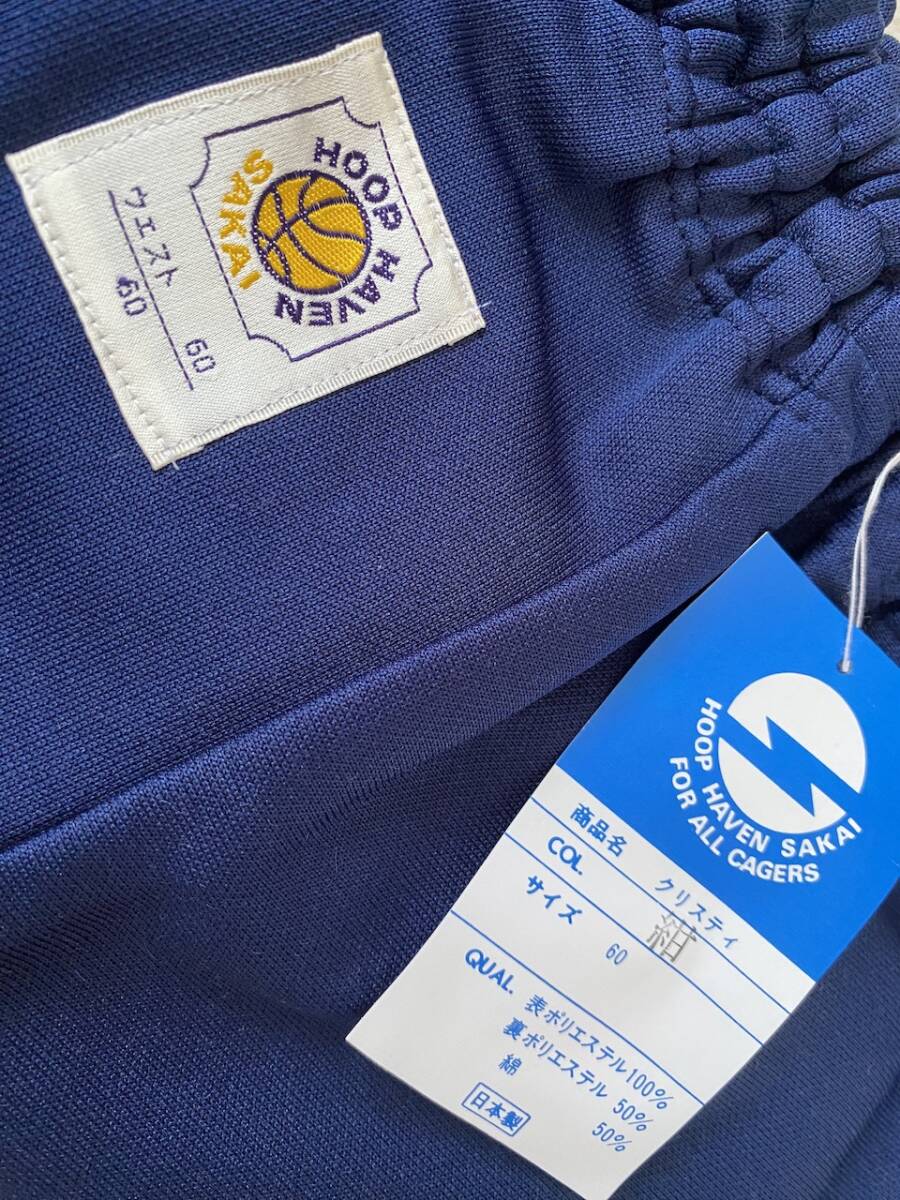 HOOP HAVEN
SAKAI
ウエスト 60
60
HOOP HAVEN SAKAI
FOR ALL CAGERS
商品名 クリスティ
COL. 紺
サイズ 60
QUAL. 表ポリエステル100%
裏ポリエステル 50%
綿 50%
日本製